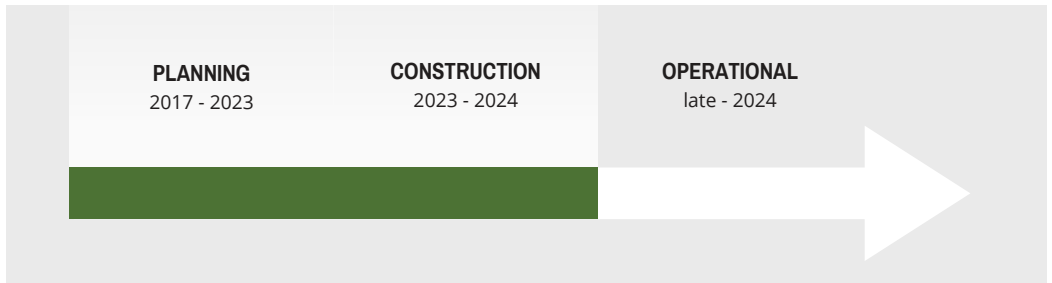 PLANNING
2017 - 2023
CONSTRUCTION
2023 - 2024
OPERATIONAL
late - 2024